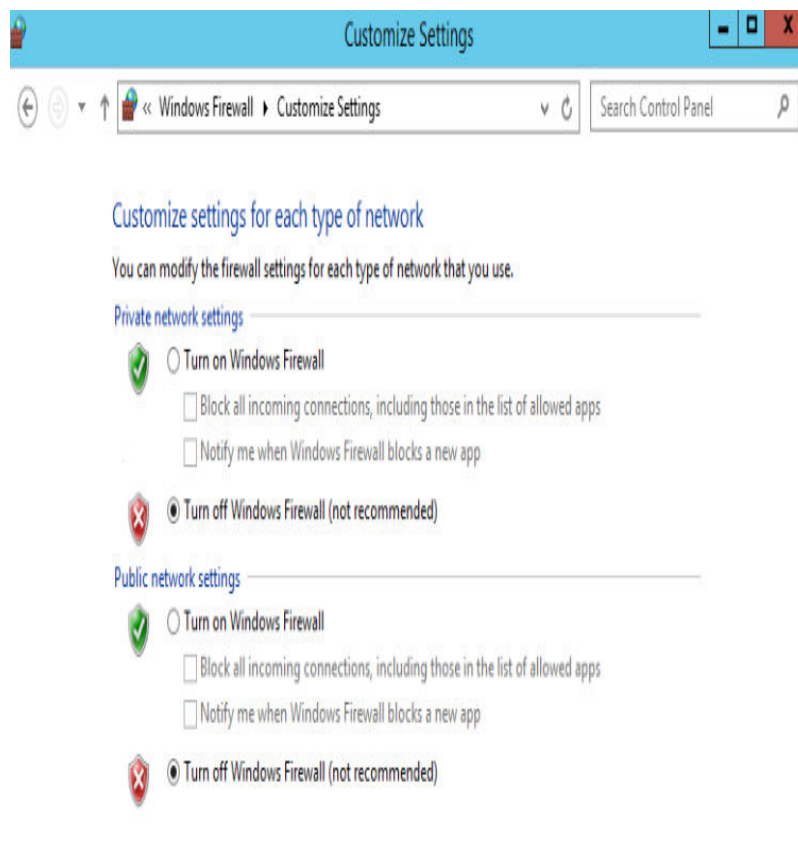 Customize Settings
« Windows Firewall Customize Settings
Search Control Panel
Customize settings for each type of network
You can modify the firewall settings for each type of network that you use.
Private network settings
Turn on Windows Firewall
Block all incoming connections, including those in the list of allowed apps
Notify me when Windows Firewall blocks a new app
Turn off Windows Firewall (not recommended)
Public network settings
Turn on Windows Firewall
Block all incoming connections, including those in the list of allowed apps
Notify me when Windows Firewall blocks a new app
Turn off Windows Firewall (not recommended)